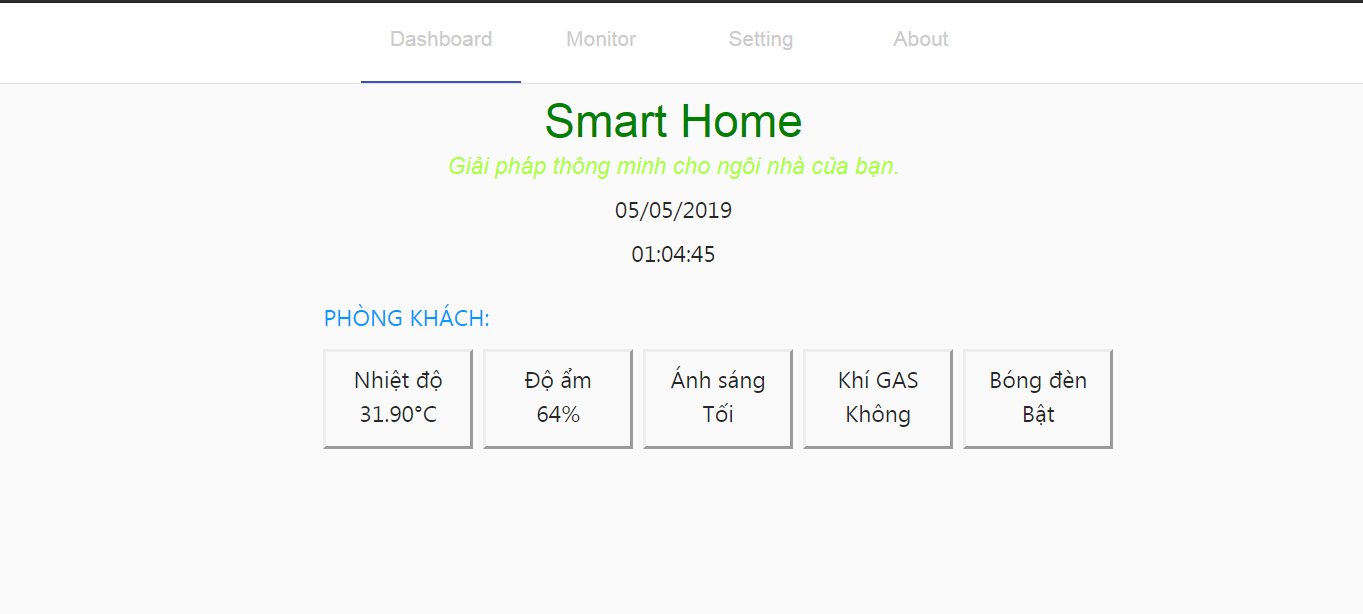 Dashboard Monitor Setting About
Smart Home
Giải pháp thông minh cho ngôi nhà của bạn.
05/05/2019
01:04:45
PHÒNG KHÁCH:
Nhiệt độ Độ ẩm Ánh sáng Khí GAS Bóng đèn
31.90°C 64% Tối Không Bật